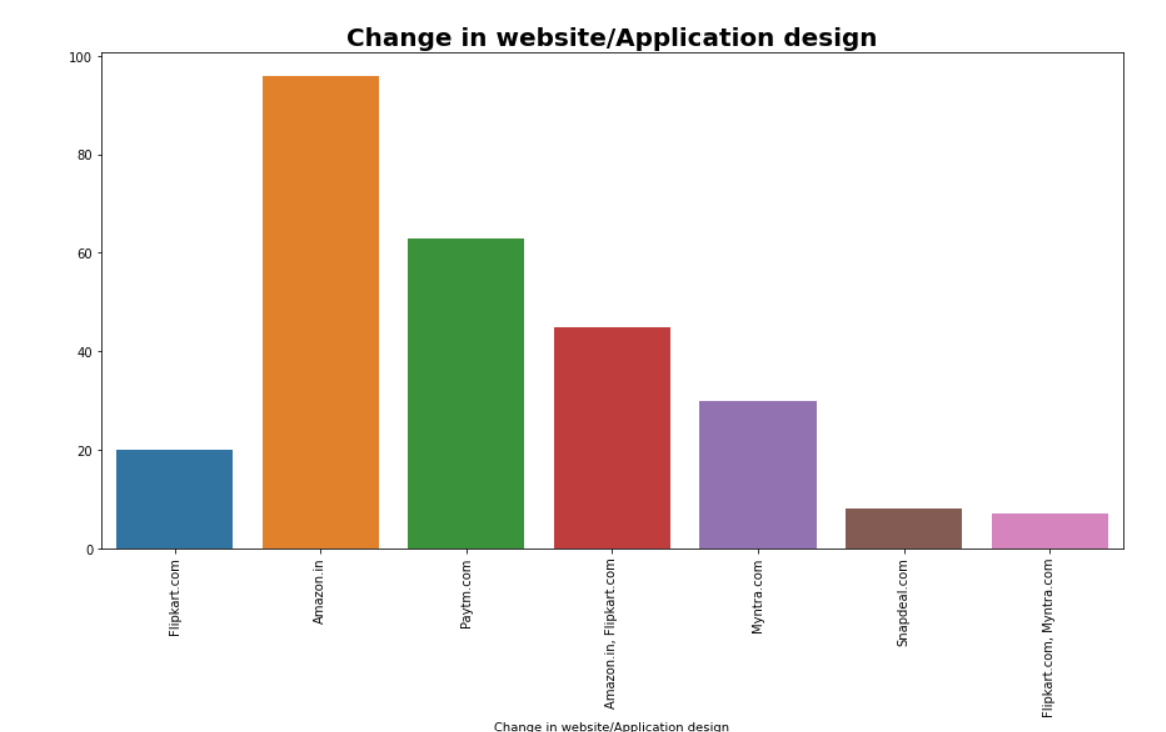 Change in website/Application design
100
80
60
40
20
0
Flipkart.com
Amazon.in
Paytm.com
Amazon.in, Flipkart.com
Myntra.com
Snapdeal.com
Flipkart.com, Myntra.com
Change in website/Application design